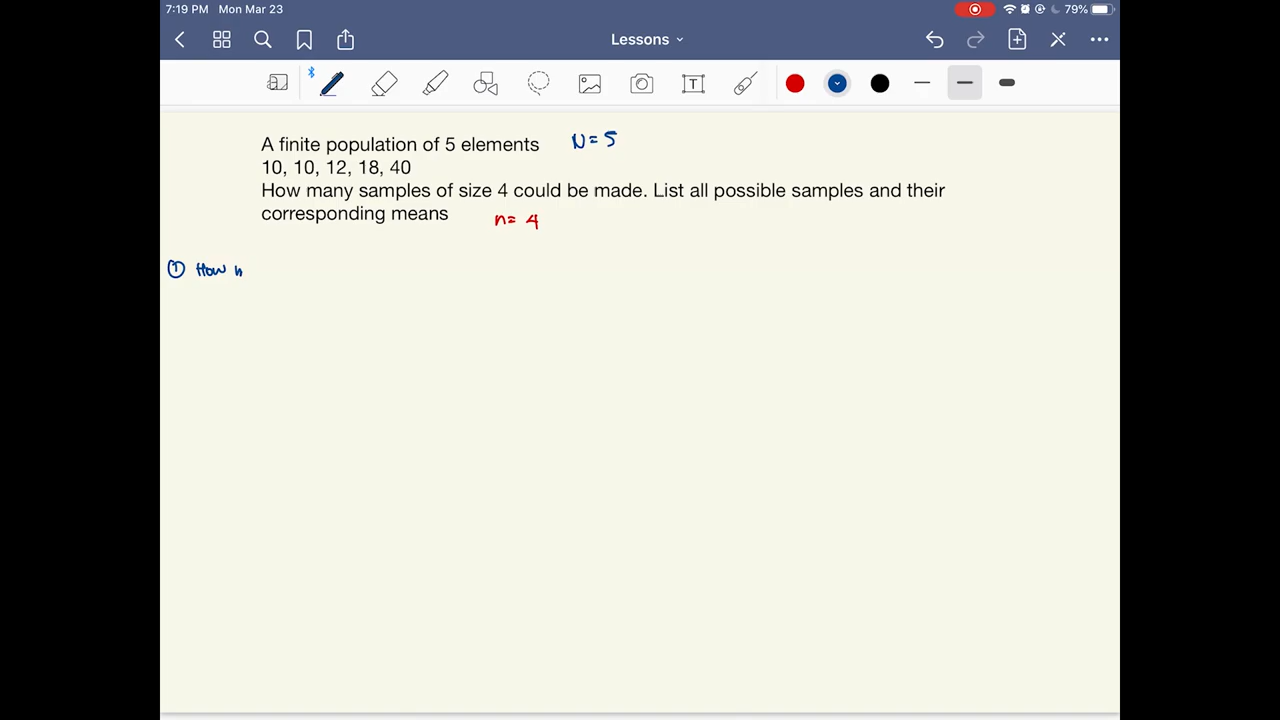 7:19 PM Mon Mar 23
79%
Lessons
T
A finite population of 5 elements N = 5
10, 10, 12, 18, 40
How many samples of size 4 could be made. List all possible samples and their
corresponding means n = 4
① How